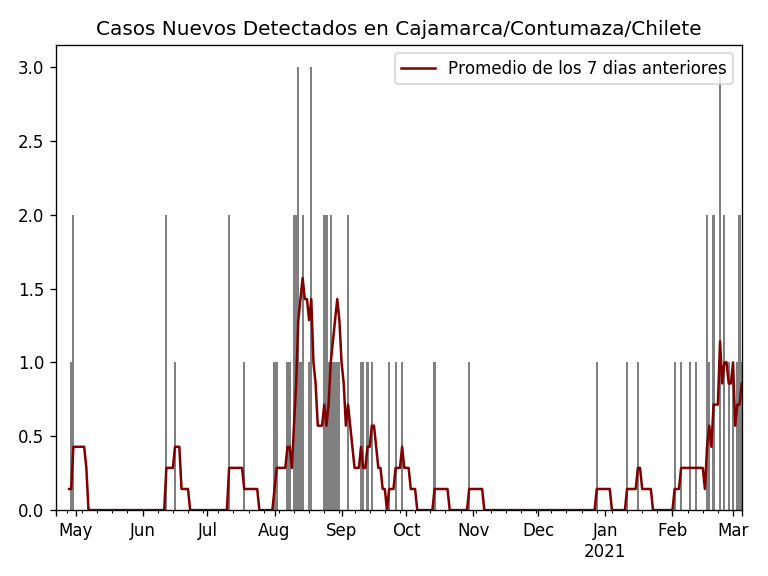 Casos Nuevos Detectados en Cajamarca/Contumaza/Chilete
Promedio de los 7 dias anteriores
3.0
2.5
2.0
1.5
1.0
0.5
0.0
May Jun Jul Aug Sep Oct Nov Dec Jan Feb Mar
2021